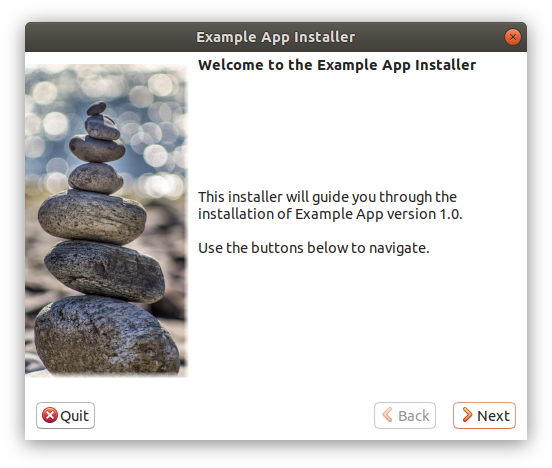 Example App Installer
Welcome to the Example App Installer
This installer will guide you through the
installation of Example App version 1.0.
Use the buttons below to navigate.
Quit
Back
Next